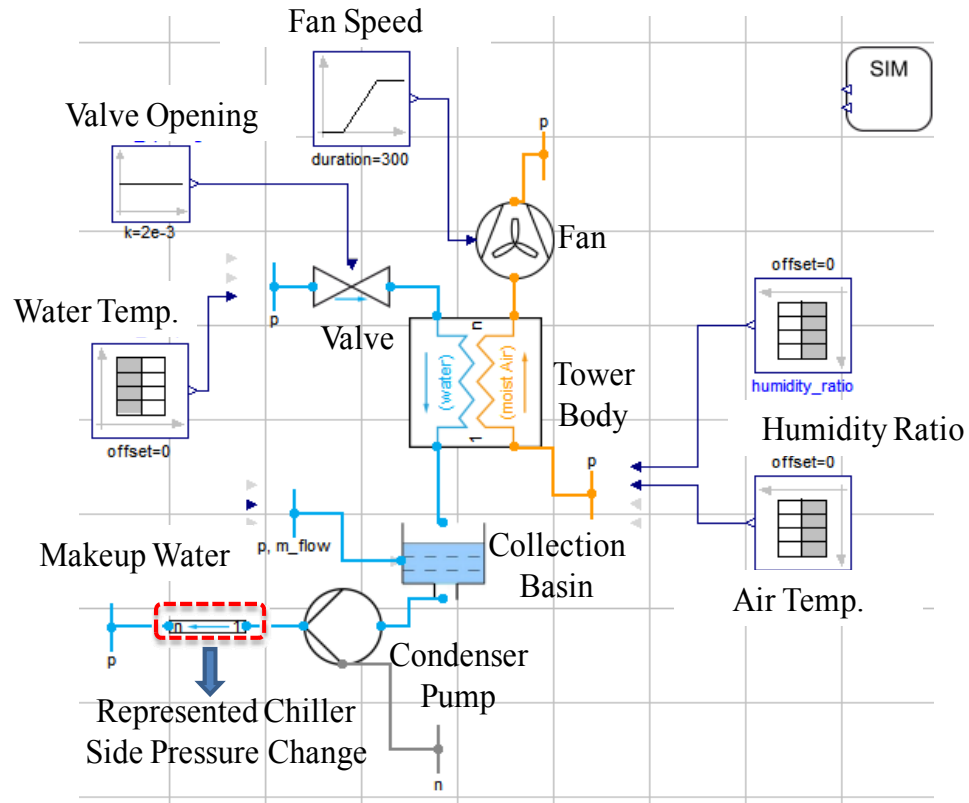 Fan Speed
SIM
Valve Opening
duration=300
p
k=2e-3
Fan
offset=0
Water Temp.
p
Valve
n
(water)
(moist Air)
1
Tower
Body
humidity_ratio
offset=0
Humidity Ratio
p
offset=0
Makeup Water
p, m_flow
Collection
Basin
Air Temp.
n
1
p
Condenser
Pump
Represented Chiller
Side Pressure Change
n